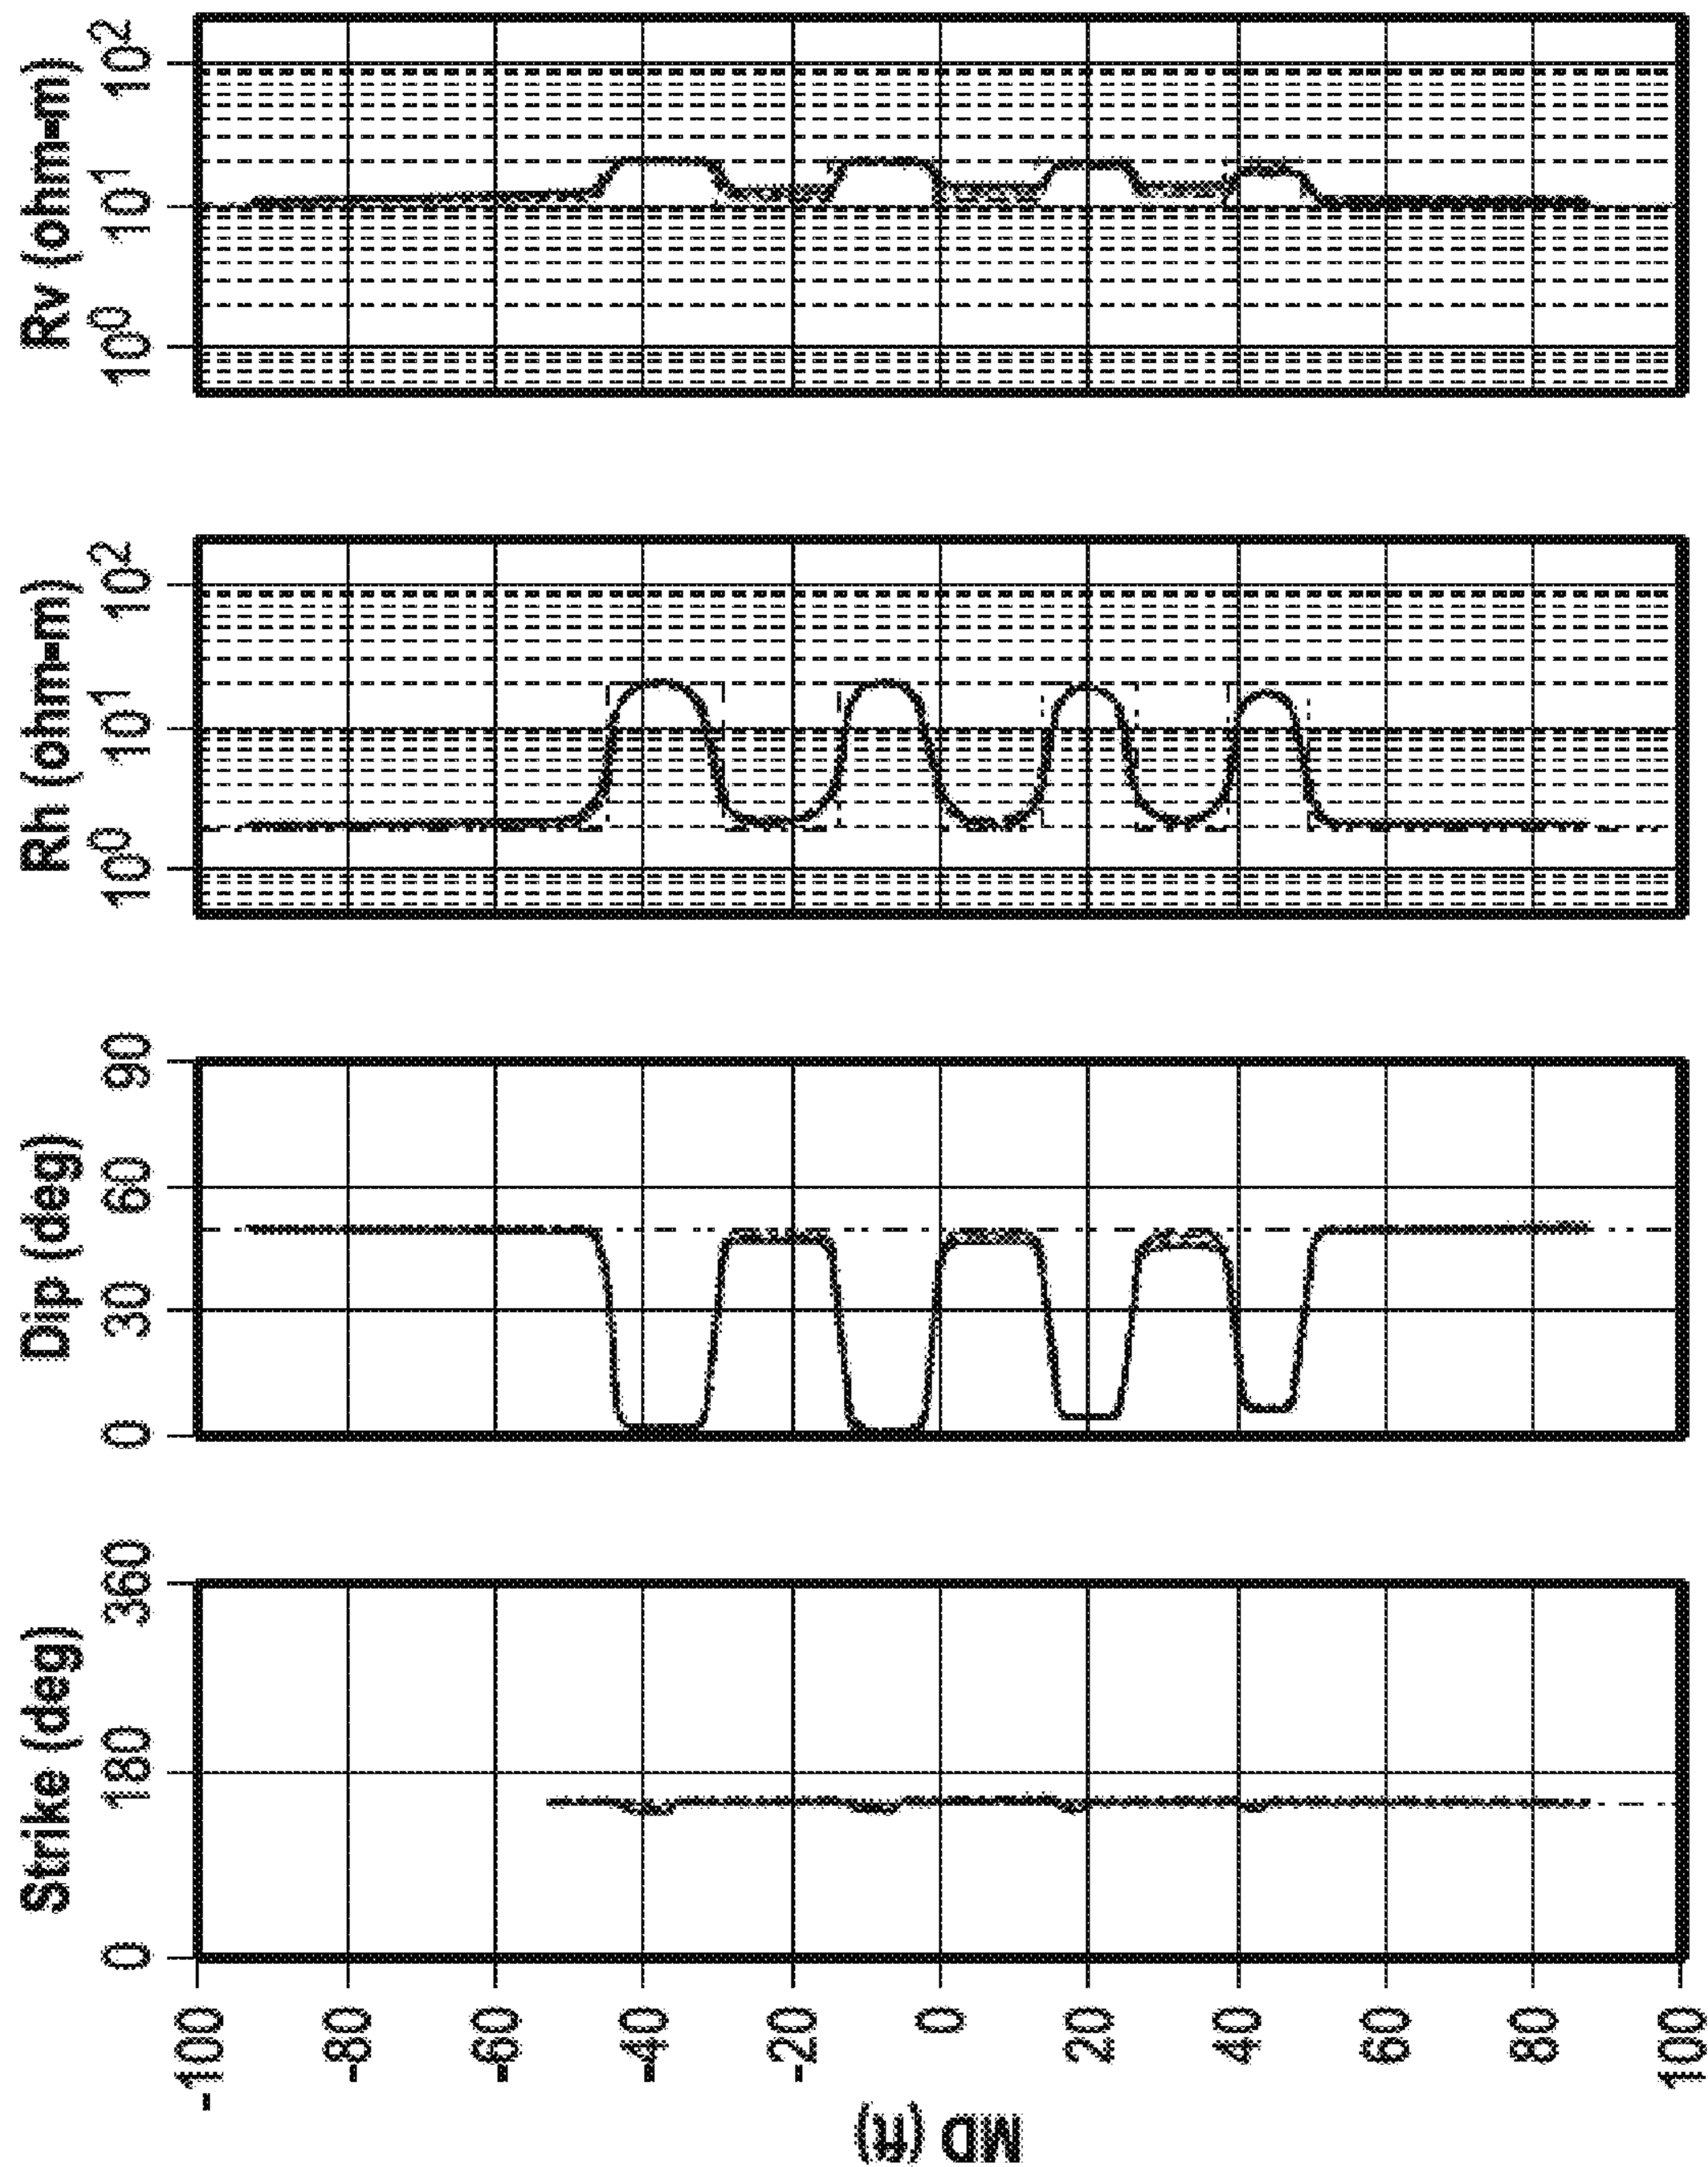 Rv (ohm-m)
10⁰ 10¹ 10²
Rh (ohm-m)
10⁰ 10¹ 10²
Dip (deg)
0 30 60 90
Strike (deg)
0 180 360
-100 -80 -60 -40 -20 0 20 40 60 80 100
MD (ft)